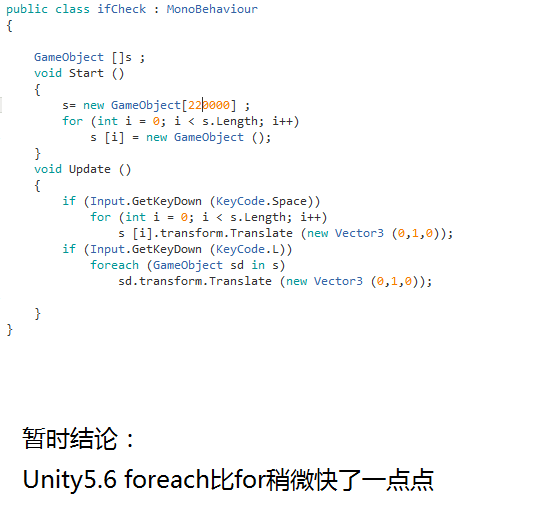 public class ifCheck : MonoBehaviour
{
GameObject []s ;
void Start ()
{
s= new GameObject[220000] ;
for (int i = 0; i < s.Length; i++)
s [i] = new GameObject ();
}
void Update ()
{
if (Input.GetKeyDown (KeyCode.Space))
for (int i = 0; i < s.Length; i++)
s [i].transform.Translate (new Vector3 (0,1,0));
if (Input.GetKeyDown (KeyCode.L))
foreach (GameObject sd in s)
sd.transform.Translate (new Vector3 (0,1,0));
}
}
暂时结论：
Unity5.6 foreach比for稍微快了一点点